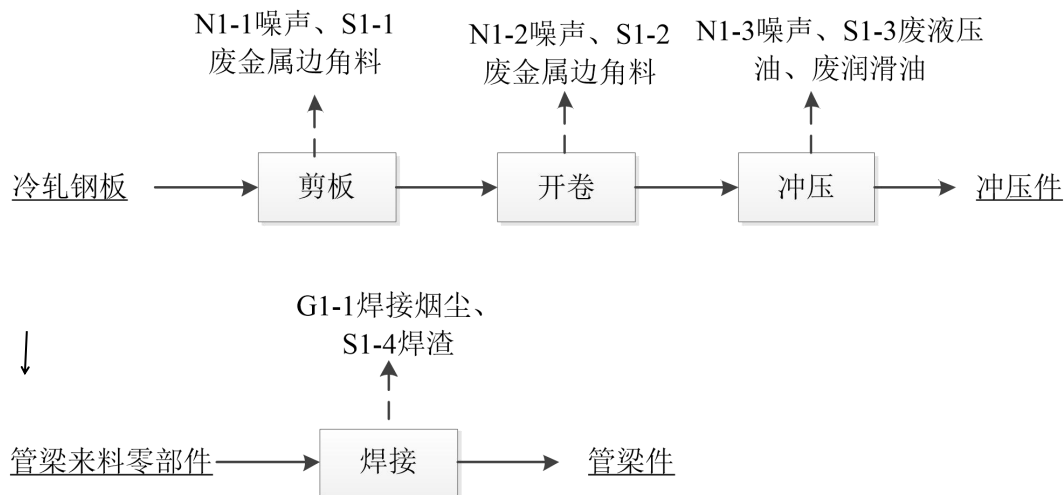 N1-1噪声、S1-1
废金属边角料
N1-2噪声、S1-2
废金属边角料
N1-3噪声、S1-3废液压
油、废润滑油
冷轧钢板
剪板
开卷
冲压
冲压件
G1-1焊接烟尘、
S1-4焊渣
管梁来料零部件
焊接
管梁件